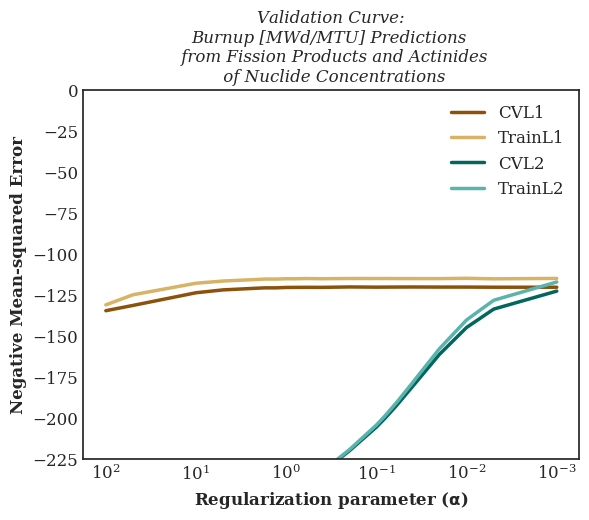 Validation Curve:
Burnup [MWd/MTU] Predictions
from Fission Products and Actinides
of Nuclide Concentrations
Negative Mean-squared Error
0
−25
−50
−75
−100
−125
−150
−175
−200
−225
CVL1
TrainL1
CVL2
TrainL2
10² 10¹ 10⁰ 10⁻¹ 10⁻² 10⁻³
Regularization parameter (α)